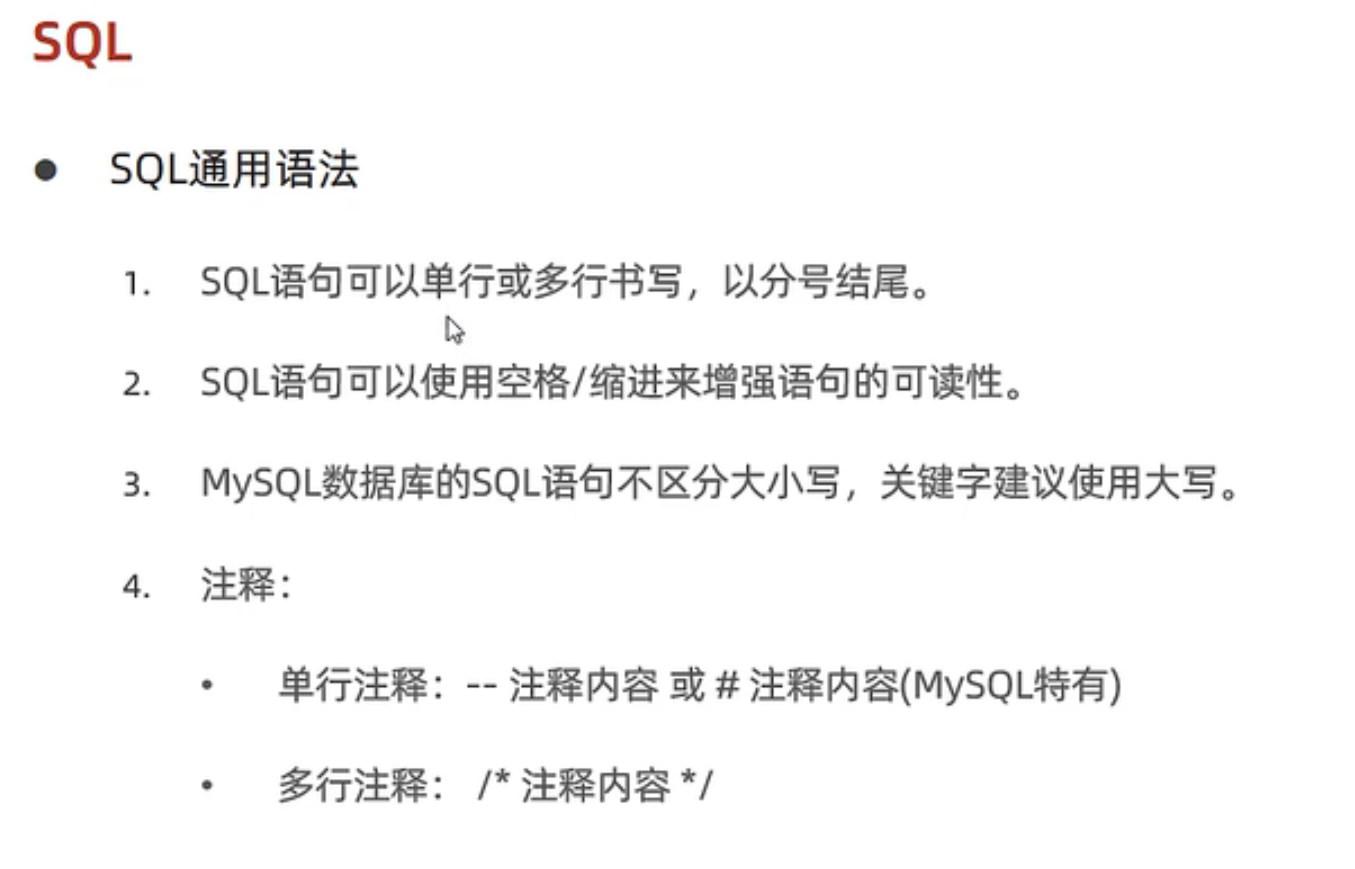 SQL
● SQL通用语法
1. SQL语句可以单行或多行书写，以分号结尾。
2. SQL语句可以使用空格/缩进来增强语句的可读性。
3. MySQL数据库的SQL语句不区分大小写，关键字建议使用大写。
4. 注释：
• 单行注释：-- 注释内容 或 # 注释内容(MySQL特有)
• 多行注释： /* 注释内容 */